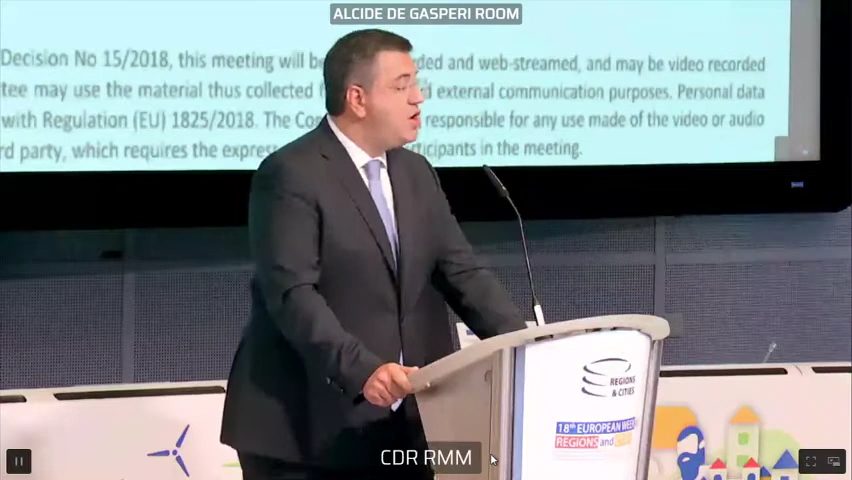 ALCIDE DE GASPERI ROOM
Decision No 15/2018, this meeting will be ded and web-streamed, and may be video recorded
tee may use the material thus collected d external communication purposes. Personal data
with Regulation (EU) 1825/2018. The Co responsible for any use made of the video or audio
rd party, which requires the express ticipants in the meeting.
REGIONS
& CITIES
18th EUROPEAN WEEK
REGIONS and
CDR RMM